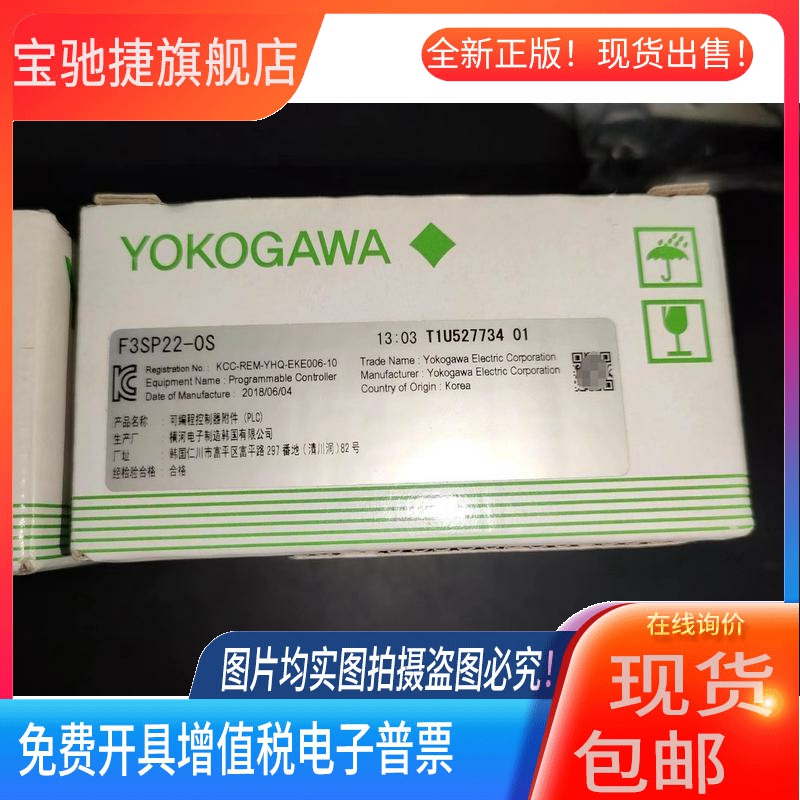 宝驰捷旗舰店
全新正版！现货出售！
YOKOGAWA
F3SP22-0S
13:03 T1U527734 01
Registration No. : KCC-REM-YHQ-EKE006-10
Equipment Name : Programmable Controller
Date of Manufacture : 2018/06/04
Trade Name : Yokogawa Electric Corporation
Manufacturer : Yokogawa Electric Corporation
Country of Origin : Korea
产品名称： 可编程控制器附件(PLC)
生产厂 ： 横河电子制造韩国有限公司
厂址 ： 韩国仁川市富平区富平路297番地(清川洞)82号
经检验合格 ： 合格
图片均实图拍摄盗图必究！
在线询价
现货
包邮
免费开具增值税电子普票